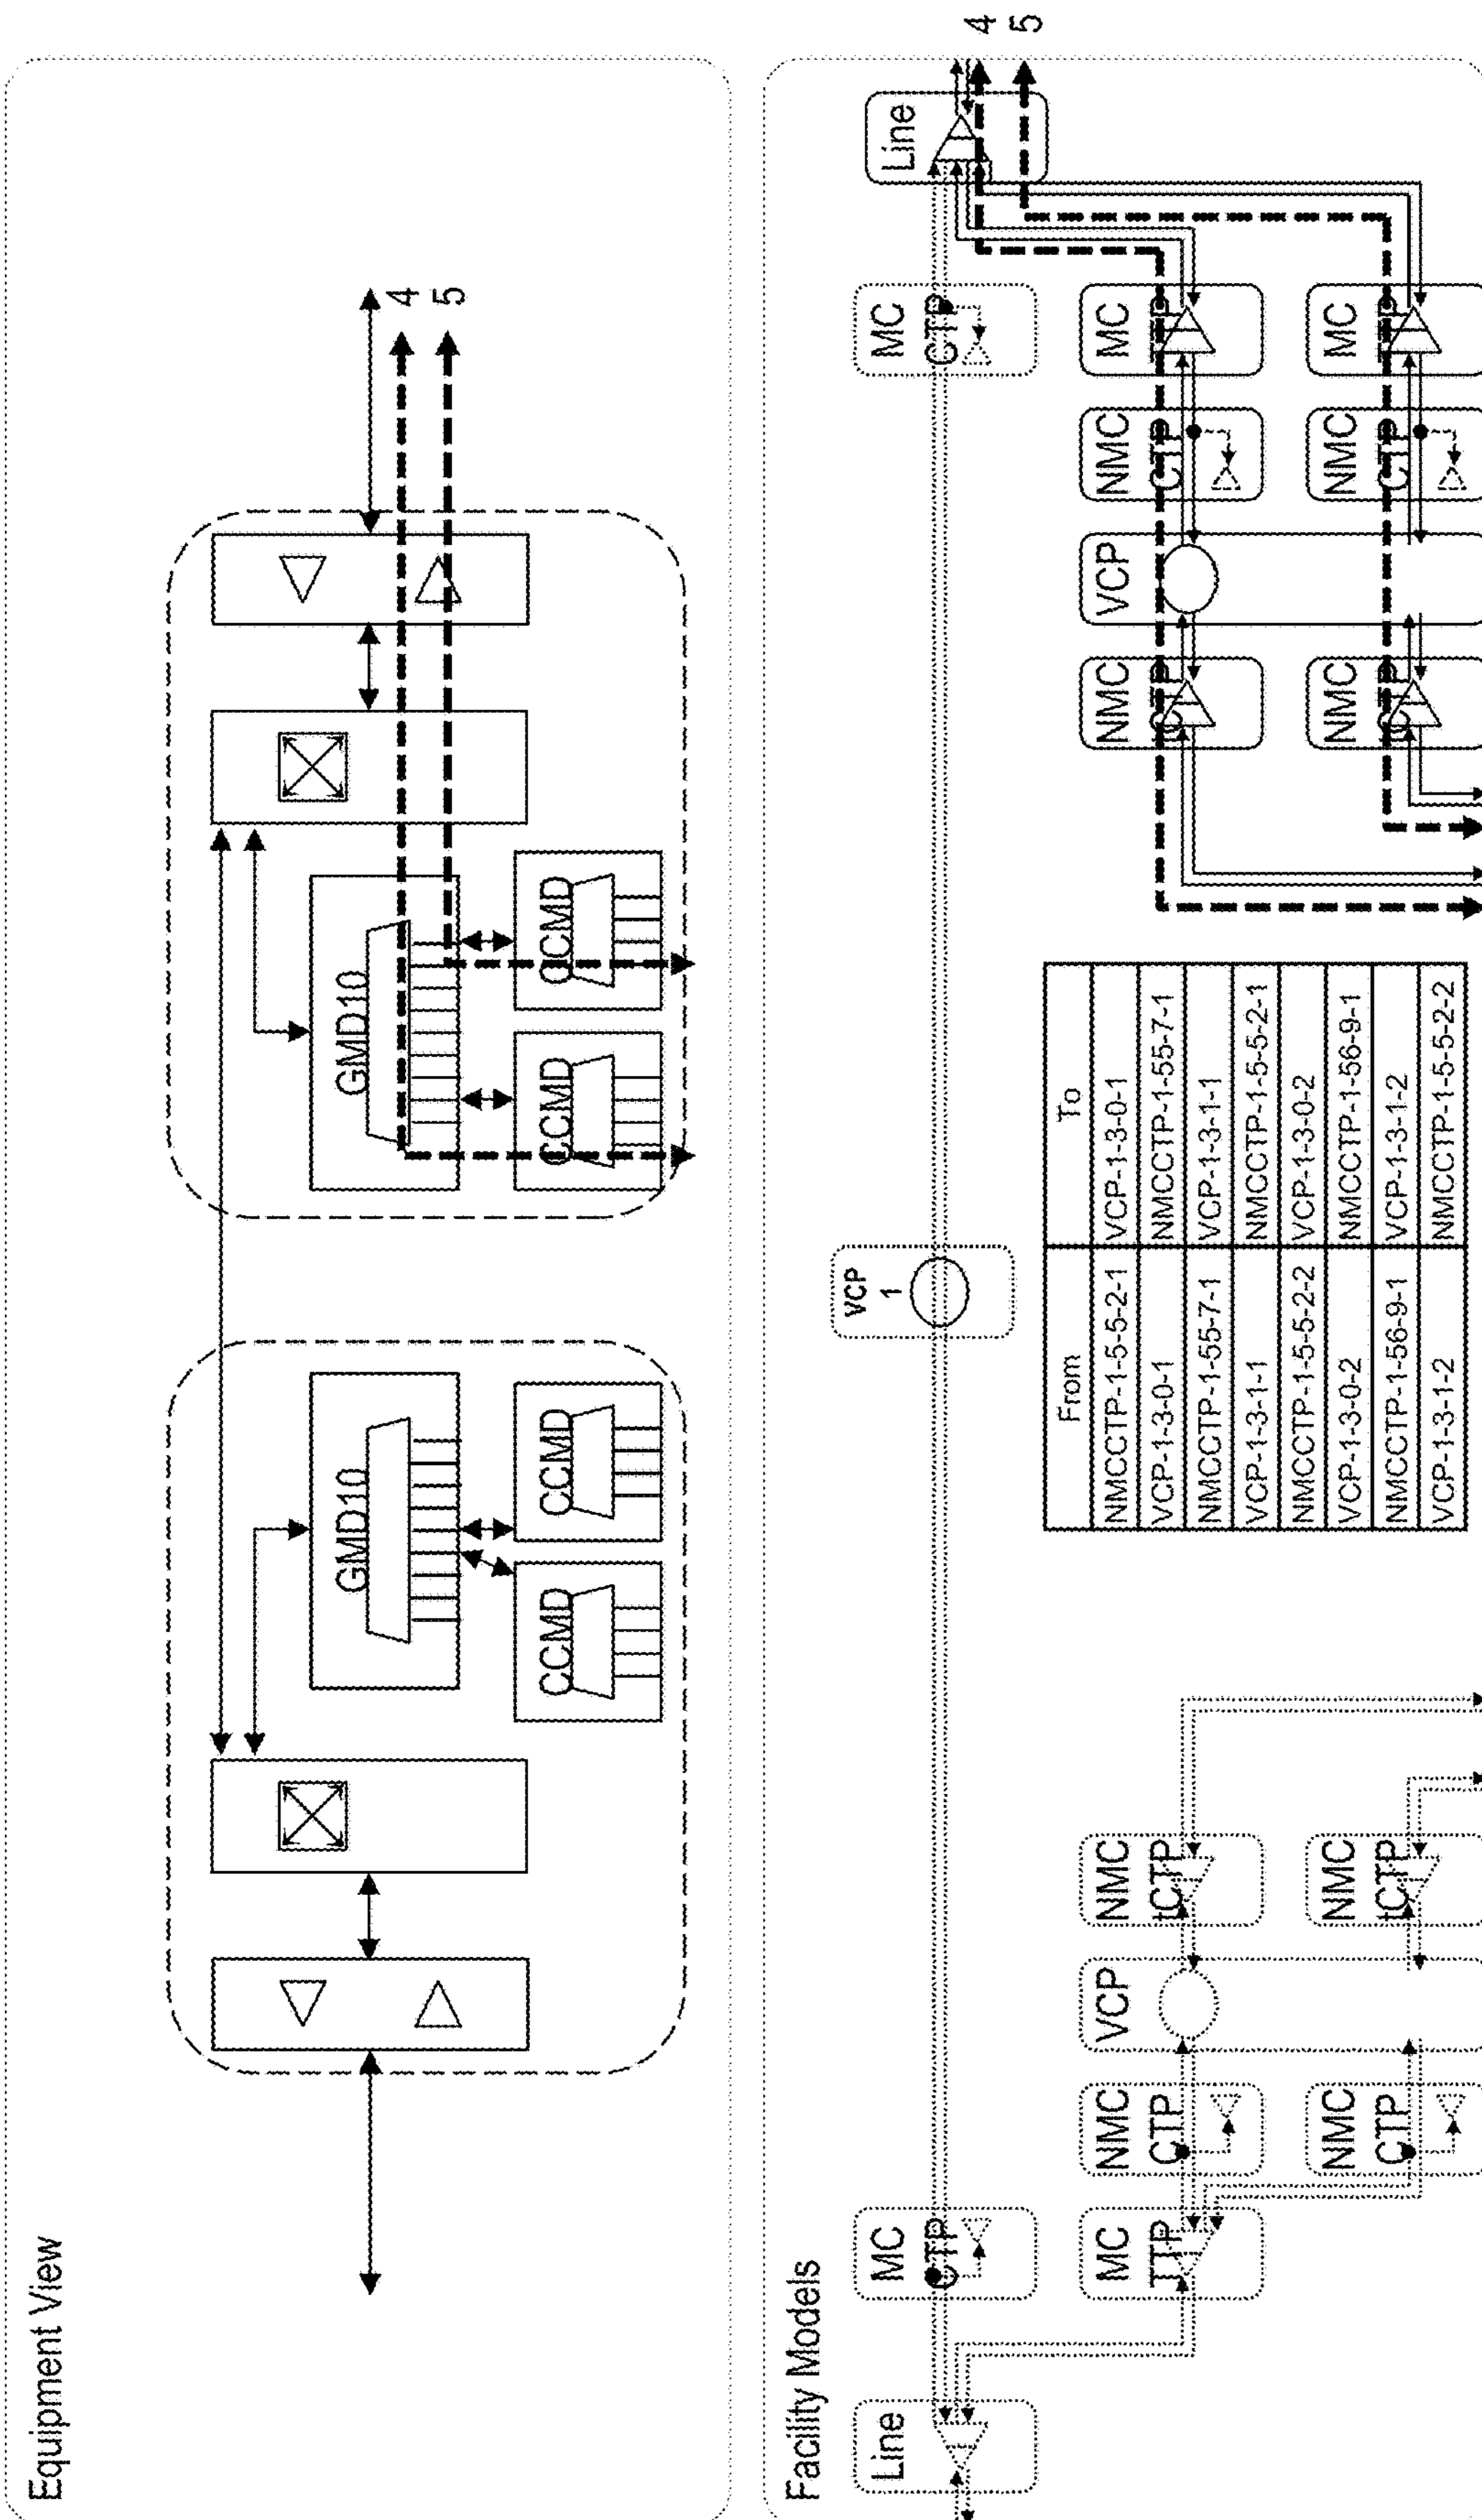 Equipment View
GMD10
GMD10
4
5
CCMD
CCMD
CCMD
CCMD
Facility Models
4
5
Line
MC
CTP
VCP
1
MC
CTP
Line
MC
TTP
NMC
CTP
VCP
NMC
tCTP
NMC
VCP
NMC
CTP
MC
NMC
CTP
NMC
tCTP
NMC
NMC
CTP
MC
From To
NMCCTP-1-5-5-2-1 VCP-1-3-0-1
VCP-1-3-0-1 NMCCTP-1-55-7-1
NMCCTP-1-55-7-1 VCP-1-3-1-1
VCP-1-3-1-1 NMCCTP-1-5-5-2-1
NMCCTP-1-5-5-2-2 VCP-1-3-0-2
VCP-1-3-0-2 NMCCTP-1-56-9-1
NMCCTP-1-56-9-1 VCP-1-3-1-2
VCP-1-3-1-2 NMCCTP-1-5-5-2-2